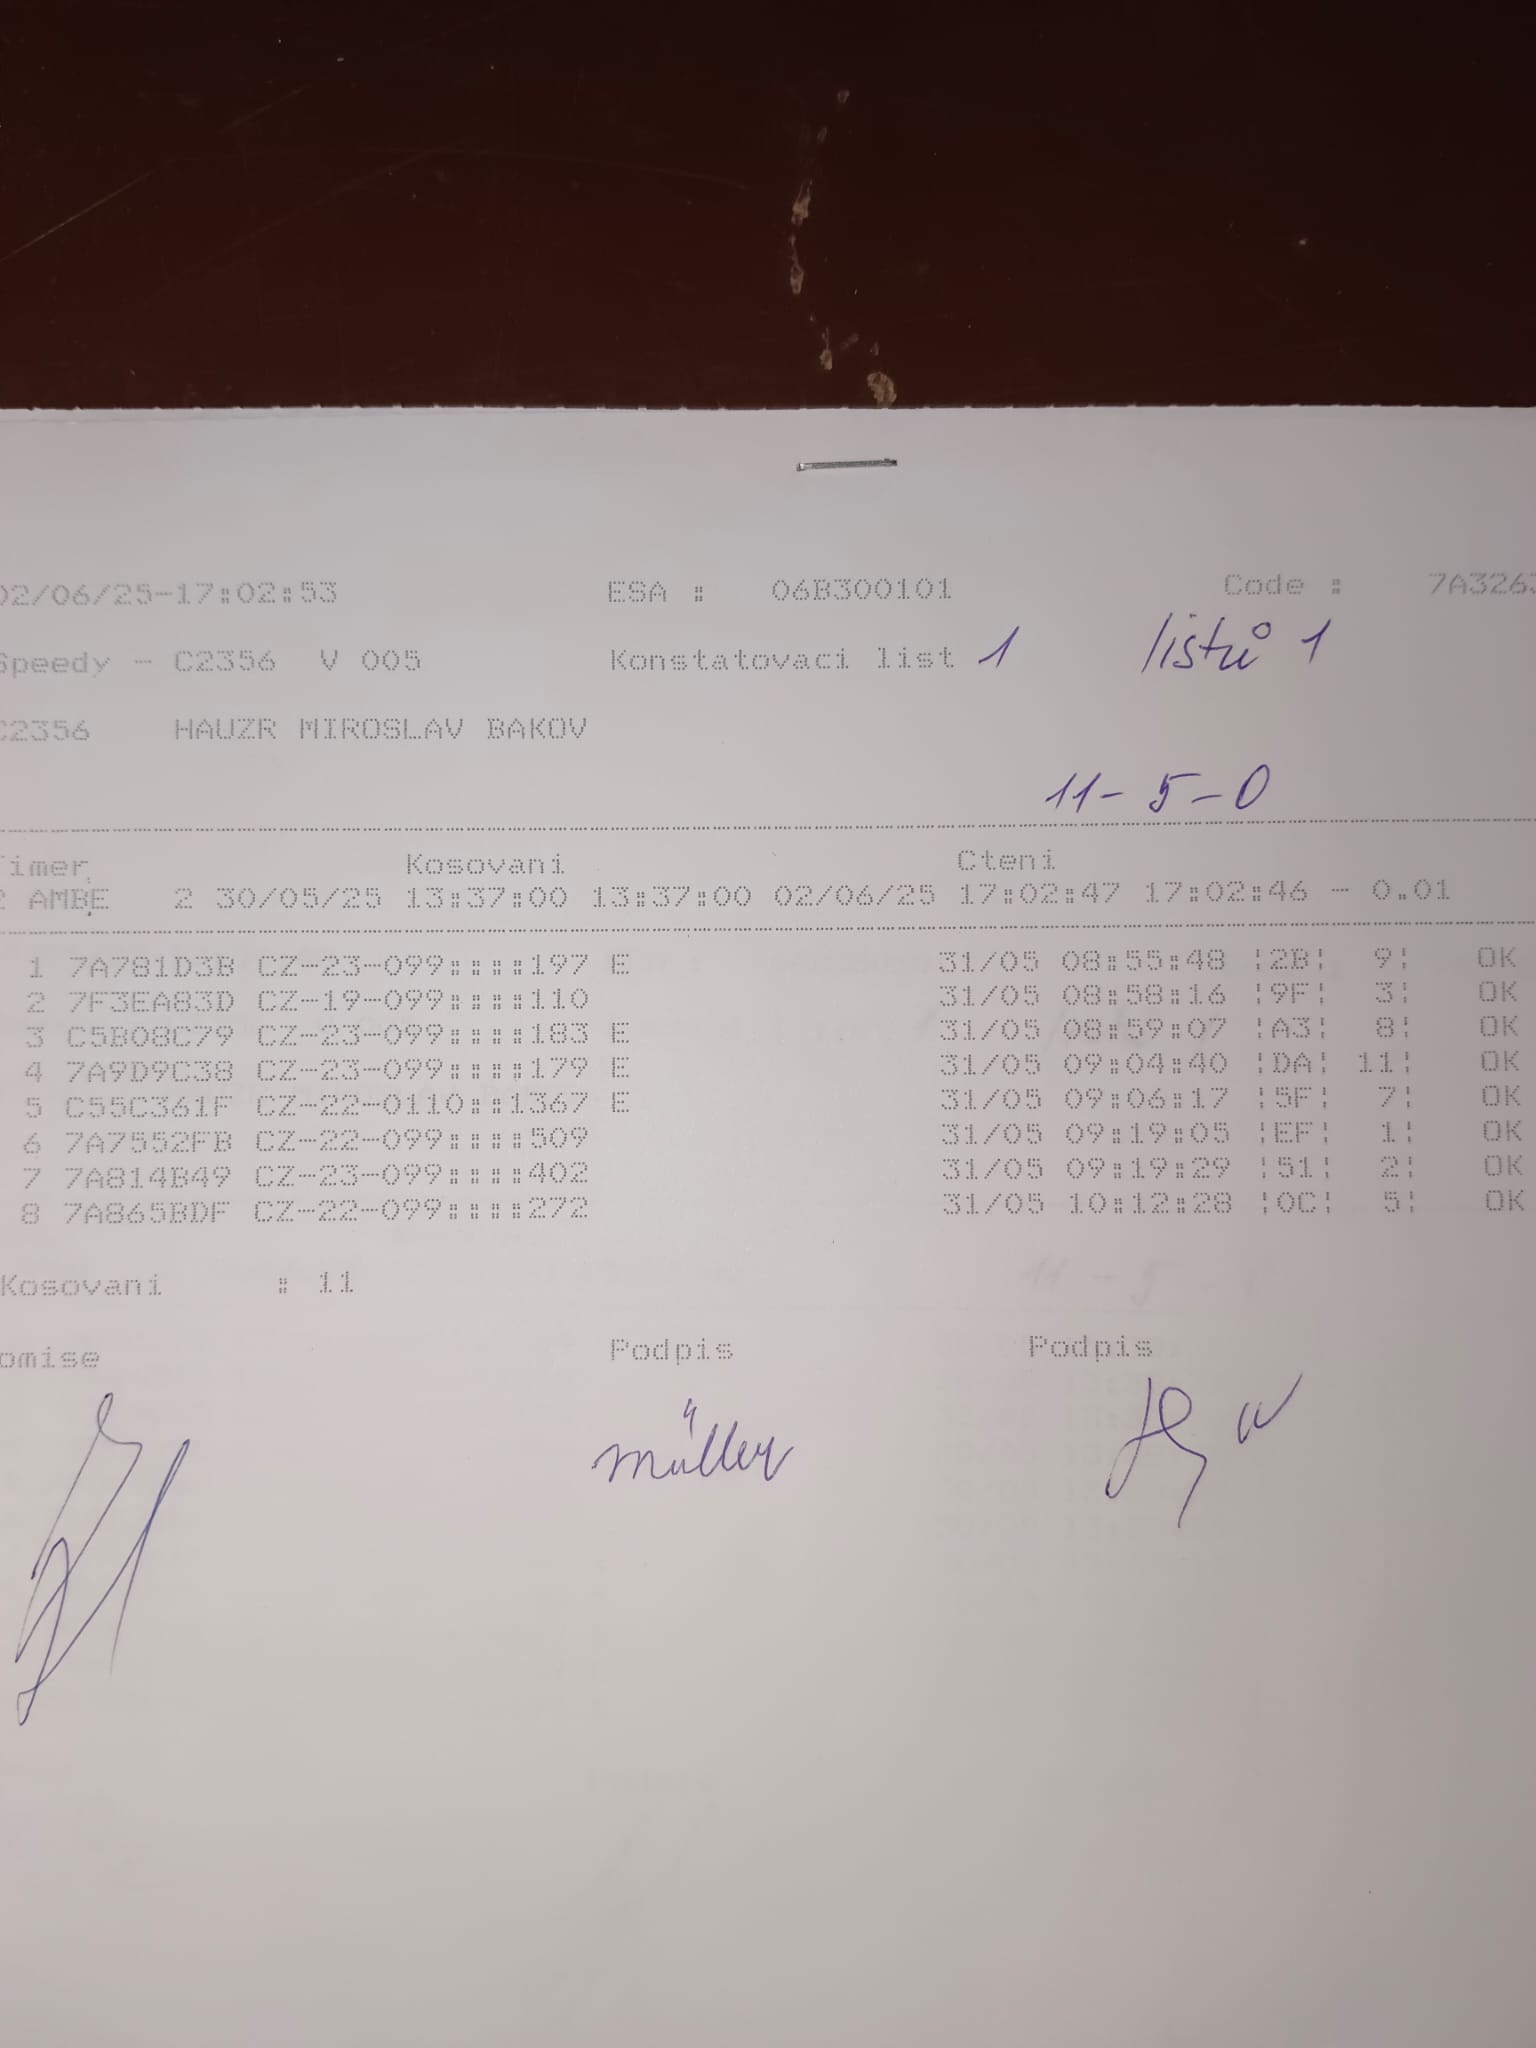 02/06/25-17:02:53 ESA : 06B300101 Code : 7A3263
Speedy - C2356 V 005 Konstatovaci list 1 listů 1
C2356 HAUZR MIROSLAV BAKOV
11-5-0
Timer Kosovani Cteni
2 AMBE 2 30/05/25 13:37:00 13:37:00 02/06/25 17:02:47 17:02:46 - 0.01
1 7A781D3B CZ-23-099::::197 E 31/05 08:55:48 ¦2B¦ 9¦ OK
2 7F3EA83D CZ-19-099::::110 31/05 08:58:16 ¦9F¦ 3¦ OK
3 C5B08C79 CZ-23-099::::183 E 31/05 08:59:07 ¦A3¦ 8¦ OK
4 7A9D9C38 CZ-23-099::::179 E 31/05 09:04:40 ¦DA¦ 11¦ OK
5 C55C361F CZ-22-0110::1367 E 31/05 09:06:17 ¦5F¦ 7¦ OK
6 7A7552FB CZ-22-099::::509 31/05 09:19:05 ¦EF¦ 1¦ OK
7 7A814B49 CZ-23-099::::402 31/05 09:19:29 ¦51¦ 2¦ OK
8 7A865BDF CZ-22-099::::272 31/05 10:12:28 ¦0C¦ 5¦ OK
Kosovani : 11
omise Podpis Podpis
Müller